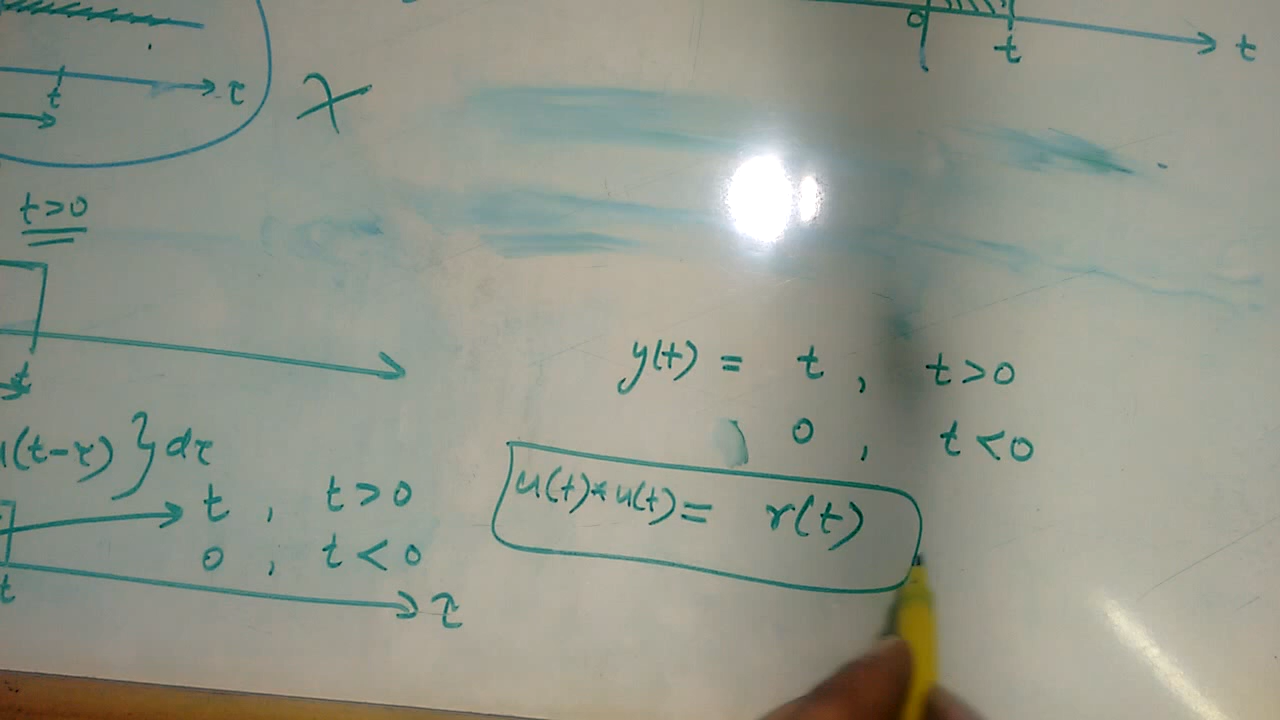 0
t
t
τ
t
t>0
t
u(t-τ) } dτ
t , t>0
0 , t<0
t
τ
y(t) = t , t>0
0 , t<0
u(t)*u(t) = r(t)